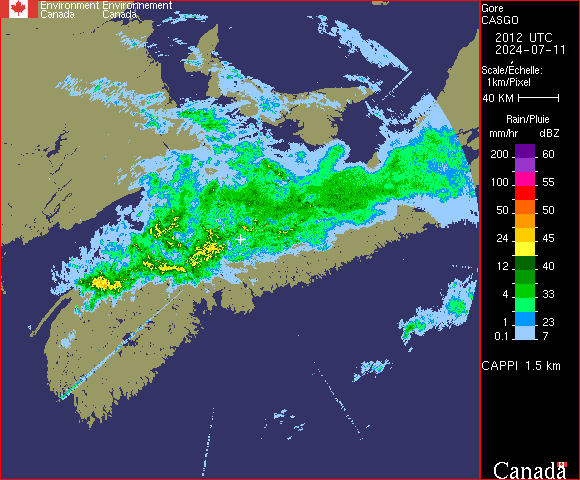 Environment Environnement
Canada Canada
Gore
CASGO
2012 UTC
2024-07-11
Scale/Échelle:
1km/Pixel
40 KM
Rain/Pluie
mm/hr dBZ
200 60
100 55
50 50
24 45
12 40
4 33
1 23
0.1 7
CAPPI 1.5 km
Canada